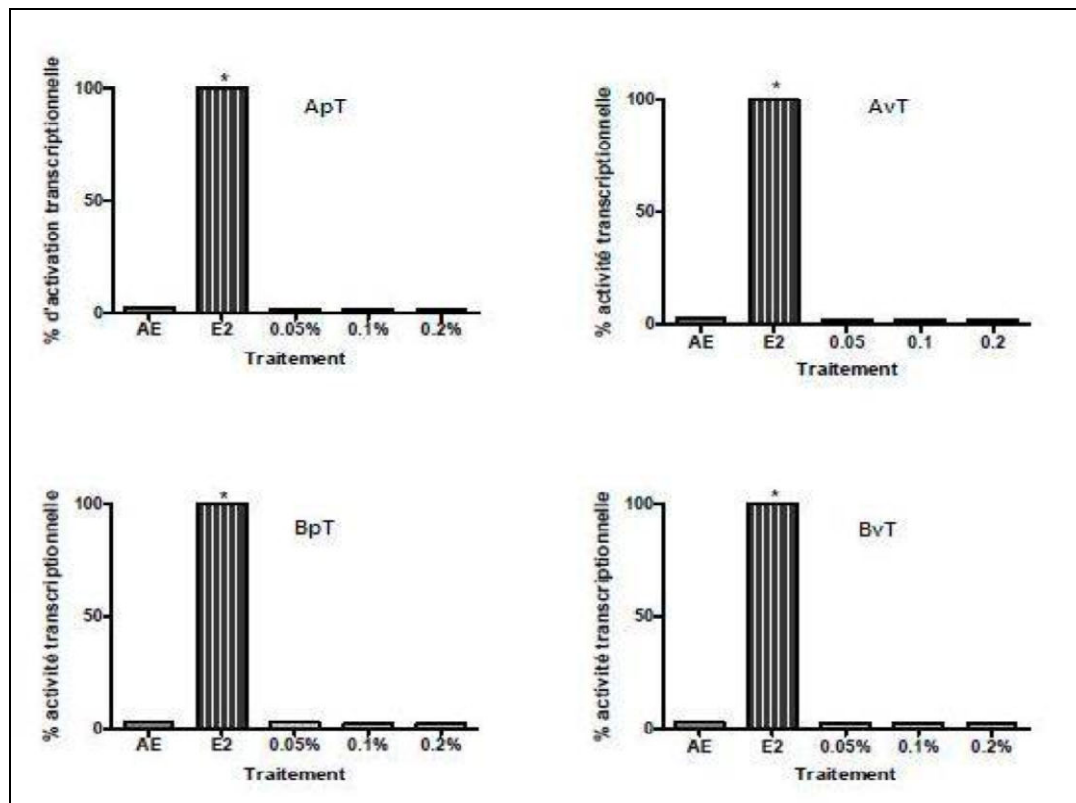 % d'activation transcriptionnelle
100
50
0
*
ApT
AE E2 0.05% 0.1% 0.2%
Traitement
% activité transcriptionnelle
100
50
0
*
AvT
AE E2 0.05 0.1 0.2
Traitement
% activité transcriptionnelle
100
50
0
*
BpT
AE E2 0.05% 0.1% 0.2%
Traitement
% activité transcriptionnelle
100
50
0
*
BvT
AE E2 0.05% 0.1% 0.2%
Traitement